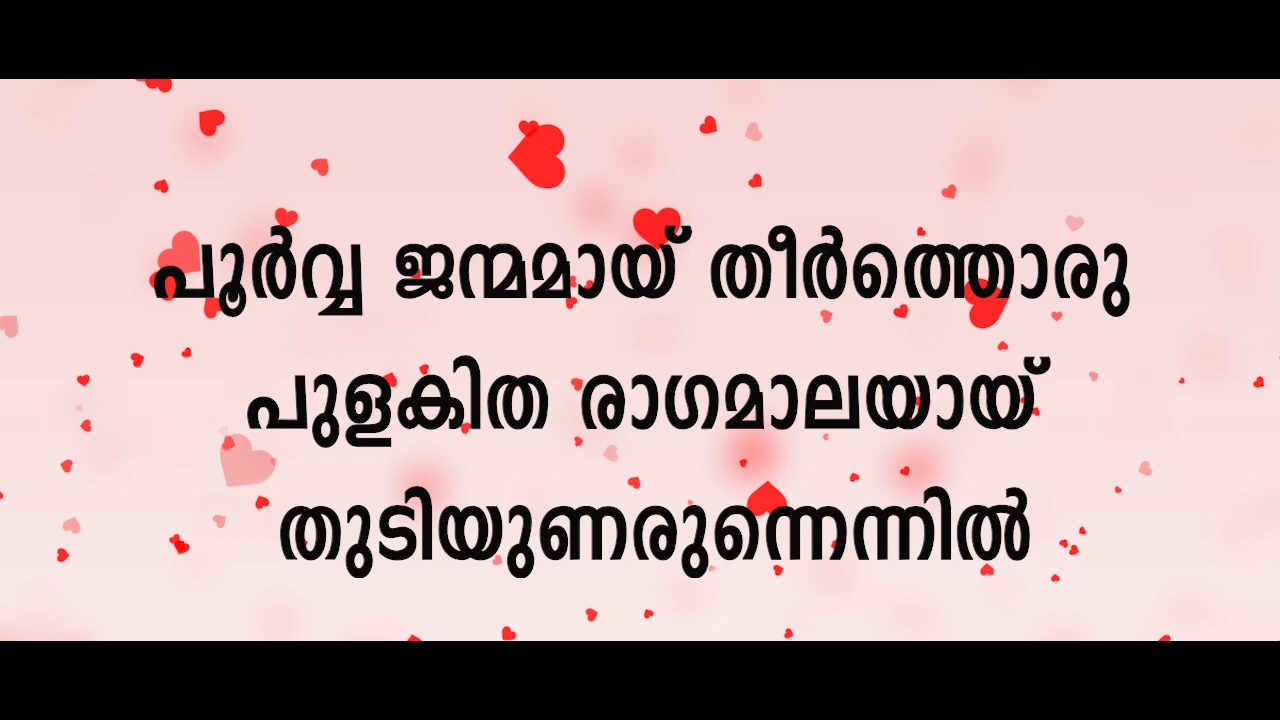 പൂർവ്വ ജന്മമായ് തീർത്തൊരു
പുളകിത രാഗമാലയായ്
തുടിയുണരുന്നെന്നിൽ